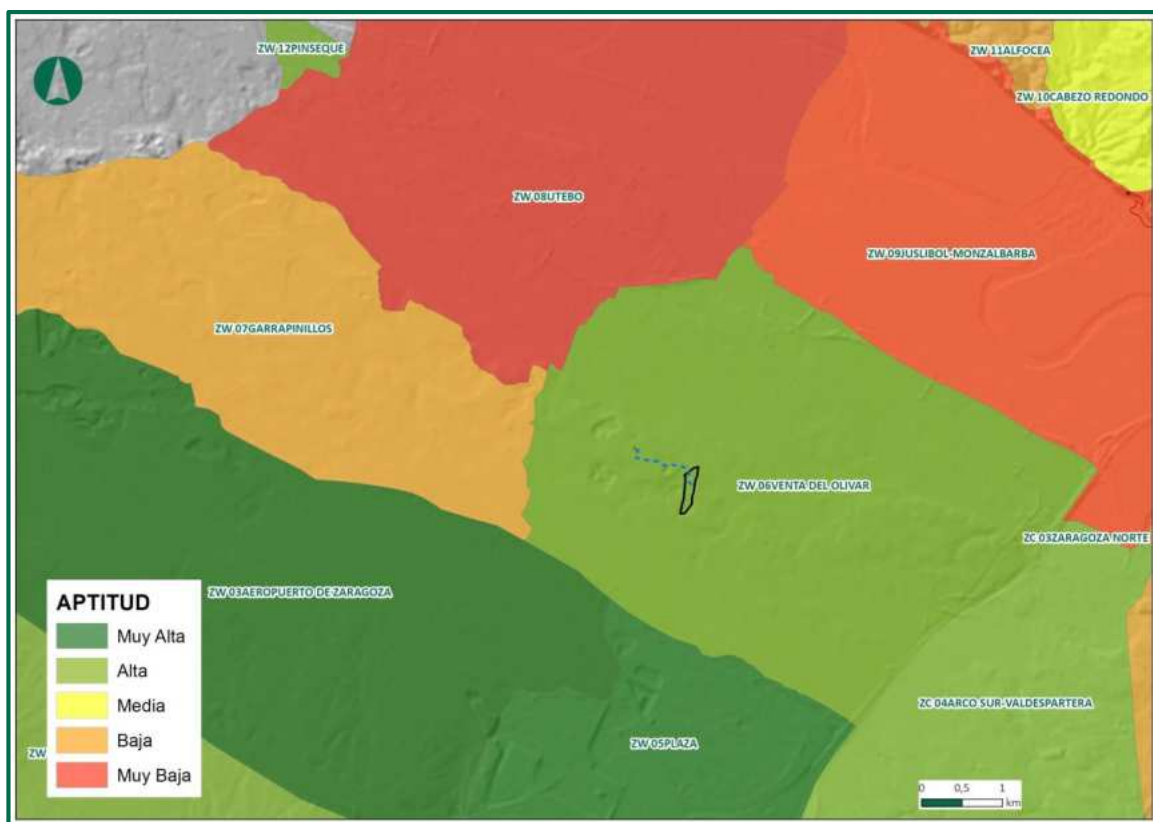 ZW 12PINSEQUE
ZW 11ALFOCEA
ZW 10CABEZO REDONDO
ZW 08UTEBO
ZW 09JUSLIBOL-MONZALBARBA
ZW 07GARRAPINILLOS
ZW 06VENTA DEL OLIVAR
ZC 03ZARAGOZA NORTE
ZW 03AEROPUERTO DE ZARAGOZA
ZC 04ARCO SUR-VALDESPARTERA
ZW 05PLAZA
ZW
APTITUD
Muy Alta
Alta
Media
Baja
Muy Baja
0 0,5 1
km